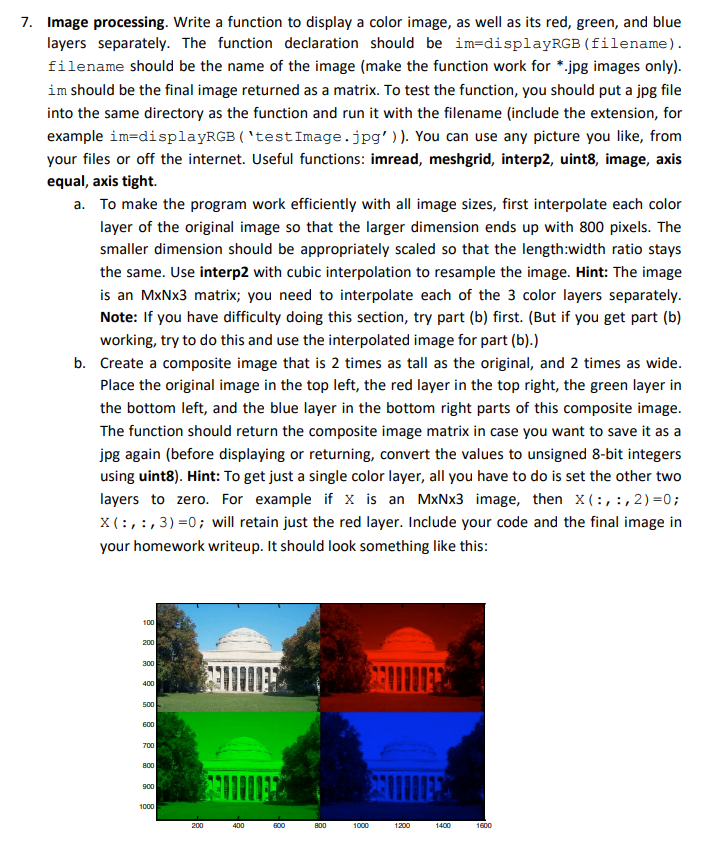 7. Image processing. Write a function to display a color image, as well as its red, green, and blue
layers separately. The function declaration should be im=displayRGB(filename).
filename should be the name of the image (make the function work for *.jpg images only).
im should be the final image returned as a matrix. To test the function, you should put a jpg file
into the same directory as the function and run it with the filename (include the extension, for
example im=displayRGB(‘testImage.jpg’)). You can use any picture you like, from
your files or off the internet. Useful functions: imread, meshgrid, interp2, uint8, image, axis
equal, axis tight.
a. To make the program work efficiently with all image sizes, first interpolate each color
layer of the original image so that the larger dimension ends up with 800 pixels. The
smaller dimension should be appropriately scaled so that the length:width ratio stays
the same. Use interp2 with cubic interpolation to resample the image. Hint: The image
is an MxNx3 matrix; you need to interpolate each of the 3 color layers separately.
Note: If you have difficulty doing this section, try part (b) first. (But if you get part (b)
working, try to do this and use the interpolated image for part (b).)
b. Create a composite image that is 2 times as tall as the original, and 2 times as wide.
Place the original image in the top left, the red layer in the top right, the green layer in
the bottom left, and the blue layer in the bottom right parts of this composite image.
The function should return the composite image matrix in case you want to save it as a
jpg again (before displaying or returning, convert the values to unsigned 8-bit integers
using uint8). Hint: To get just a single color layer, all you have to do is set the other two
layers to zero. For example if X is an MxNx3 image, then X(:,:,2)=0;
X(:,:,3)=0; will retain just the red layer. Include your code and the final image in
your homework writeup. It should look something like this:
100
200
300
400
500
600
700
800
900
1000
200 400 600 800 1000 1200 1400 1600